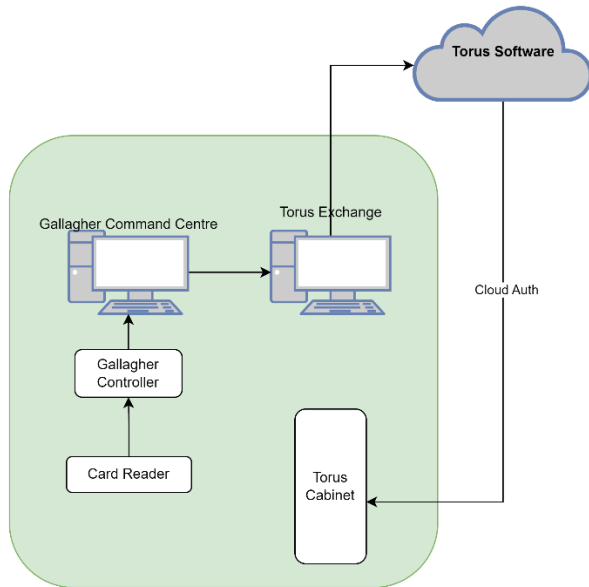 Torus Software
Gallagher Command Centre
Torus Exchange
Cloud Auth
Gallagher
Controller
Card Reader
Torus
Cabinet